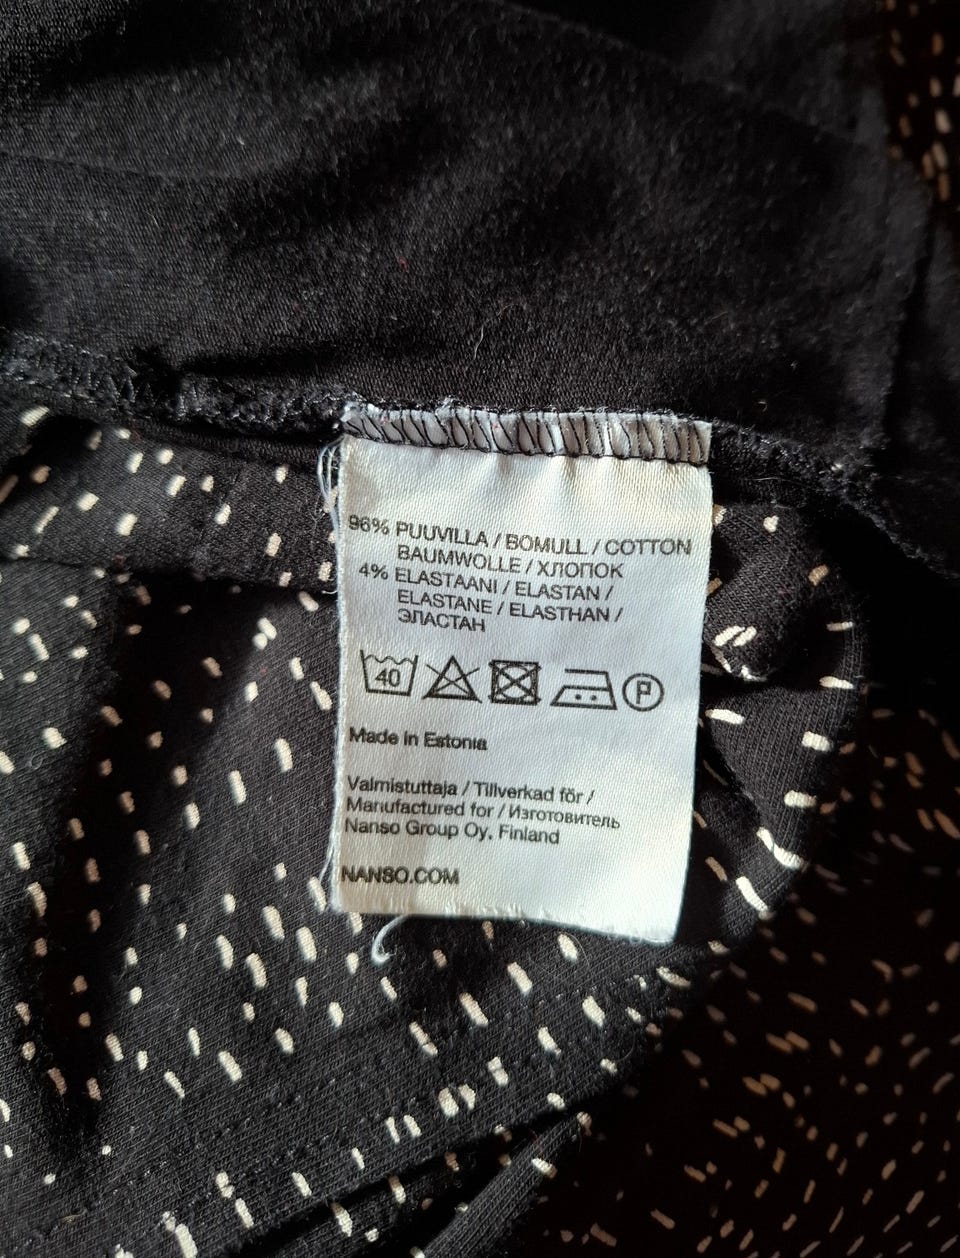 96% PUUVILLA / BOMULL / COTTON
BAUMWOLLE / ХЛОПОК
4% ELASTAANI / ELASTAN /
ELASTANE / ELASTHAN /
ЭЛАСТАН
40 P
Made in Estonia
Valmistuttaja / Tillverkad för /
Manufactured for / Изготовитель
Nanso Group Oy, Finland
NANSO.COM